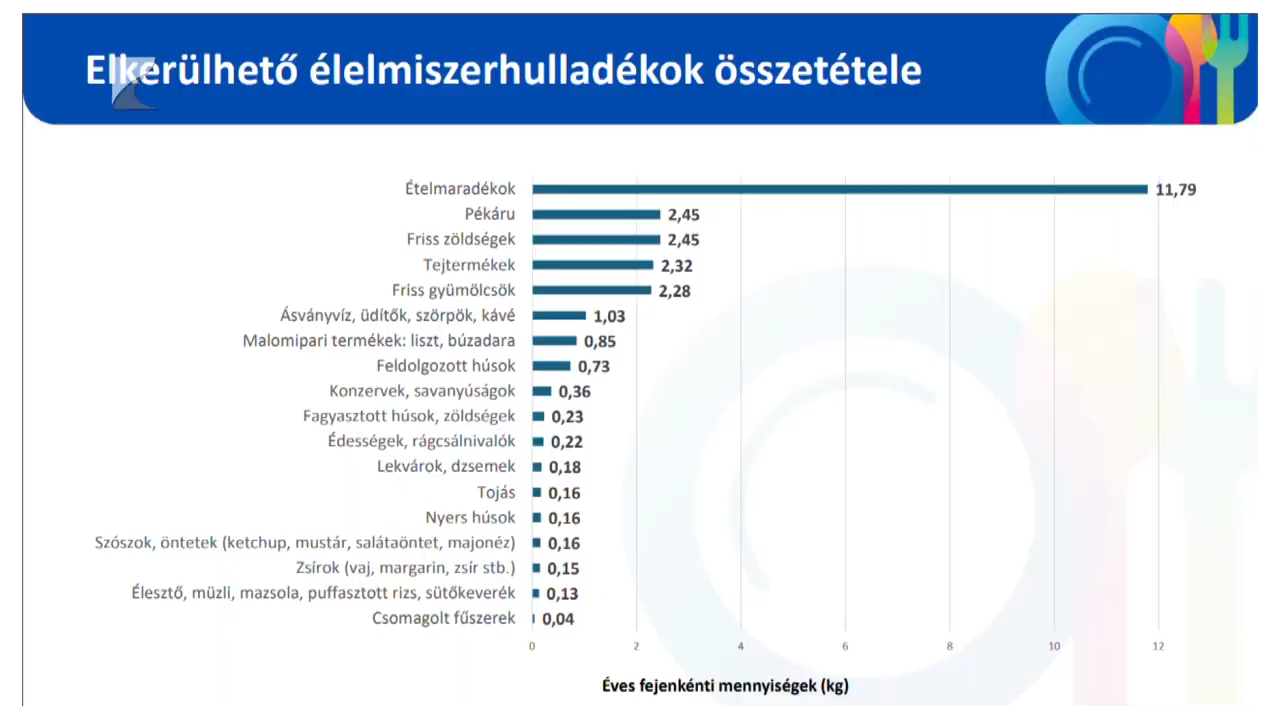 Elkerülhető élelmiszerhulladékok összetétele
Ételmaradékok 11,79
Pékáru 2,45
Friss zöldségek 2,45
Tejtermékek 2,32
Friss gyümölcsök 2,28
Ásványvíz, üdítők, szörpök, kávé 1,03
Malomipari termékek: liszt, búzadara 0,85
Feldolgozott húsok 0,73
Konzervek, savanyúságok 0,36
Fagyasztott húsok, zöldségek 0,23
Édességek, rágcsálnivalók 0,22
Lekvárok, dzsemek 0,18
Tojás 0,16
Nyers húsok 0,16
Szószok, öntetek (ketchup, mustár, salátaöntet, majonéz) 0,16
Zsírok (vaj, margarin, zsír stb.) 0,15
Élesztő, müzli, mazsola, puffasztott rizs, sütőkeverék 0,13
Csomagolt fűszerek 0,04
0 2 4 6 8 10 12
Éves fejenkénti mennyiségek (kg)